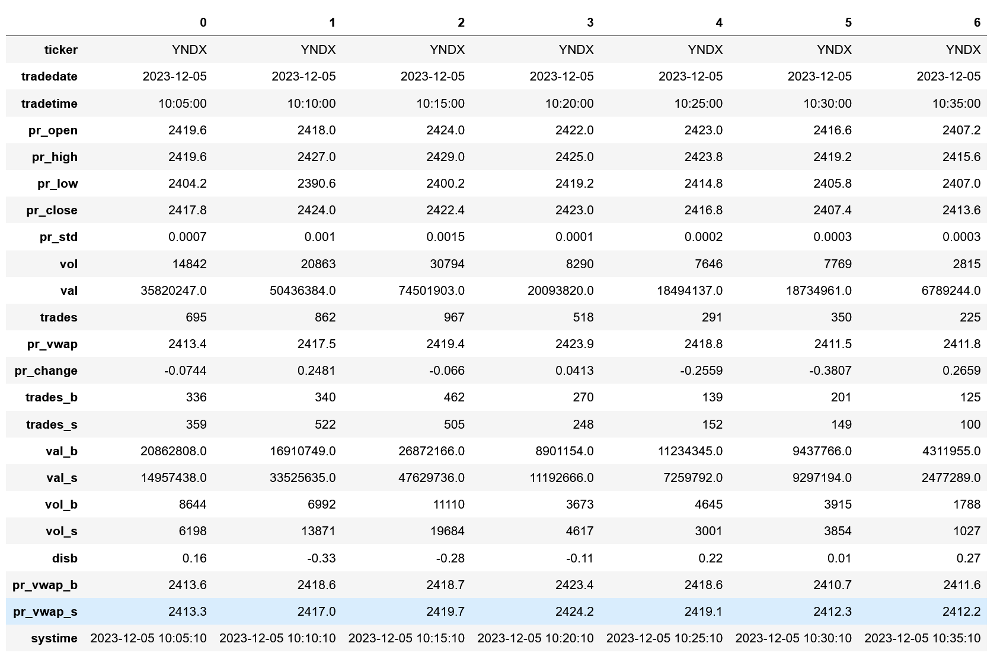 0 1 2 3 4 5 6
ticker YNDX YNDX YNDX YNDX YNDX YNDX YNDX
tradedate 2023-12-05 2023-12-05 2023-12-05 2023-12-05 2023-12-05 2023-12-05 2023-12-05
tradetime 10:05:00 10:10:00 10:15:00 10:20:00 10:25:00 10:30:00 10:35:00
pr_open 2419.6 2418.0 2424.0 2422.0 2423.0 2416.6 2407.2
pr_high 2419.6 2427.0 2429.0 2425.0 2423.8 2419.2 2415.6
pr_low 2404.2 2390.6 2400.2 2419.2 2414.8 2405.8 2407.0
pr_close 2417.8 2424.0 2422.4 2423.0 2416.8 2407.4 2413.6
pr_std 0.0007 0.001 0.0015 0.0001 0.0002 0.0003 0.0003
vol 14842 20863 30794 8290 7646 7769 2815
val 35820247.0 50436384.0 74501903.0 20093820.0 18494137.0 18734961.0 6789244.0
trades 695 862 967 518 291 350 225
pr_vwap 2413.4 2417.5 2419.4 2423.9 2418.8 2411.5 2411.8
pr_change -0.0744 0.2481 -0.066 0.0413 -0.2559 -0.3807 0.2659
trades_b 336 340 462 270 139 201 125
trades_s 359 522 505 248 152 149 100
val_b 20862808.0 16910749.0 26872166.0 8901154.0 11234345.0 9437766.0 4311955.0
val_s 14957438.0 33525635.0 47629736.0 11192666.0 7259792.0 9297194.0 2477289.0
vol_b 8644 6992 11110 3673 4645 3915 1788
vol_s 6198 13871 19684 4617 3001 3854 1027
disb 0.16 -0.33 -0.28 -0.11 0.22 0.01 0.27
pr_vwap_b 2413.6 2418.6 2418.7 2423.4 2418.6 2410.7 2411.6
pr_vwap_s 2413.3 2417.0 2419.7 2424.2 2419.1 2412.3 2412.2
systime 2023-12-05 10:05:10 2023-12-05 10:10:10 2023-12-05 10:15:10 2023-12-05 10:20:10 2023-12-05 10:25:10 2023-12-05 10:30:10 2023-12-05 10:35:10